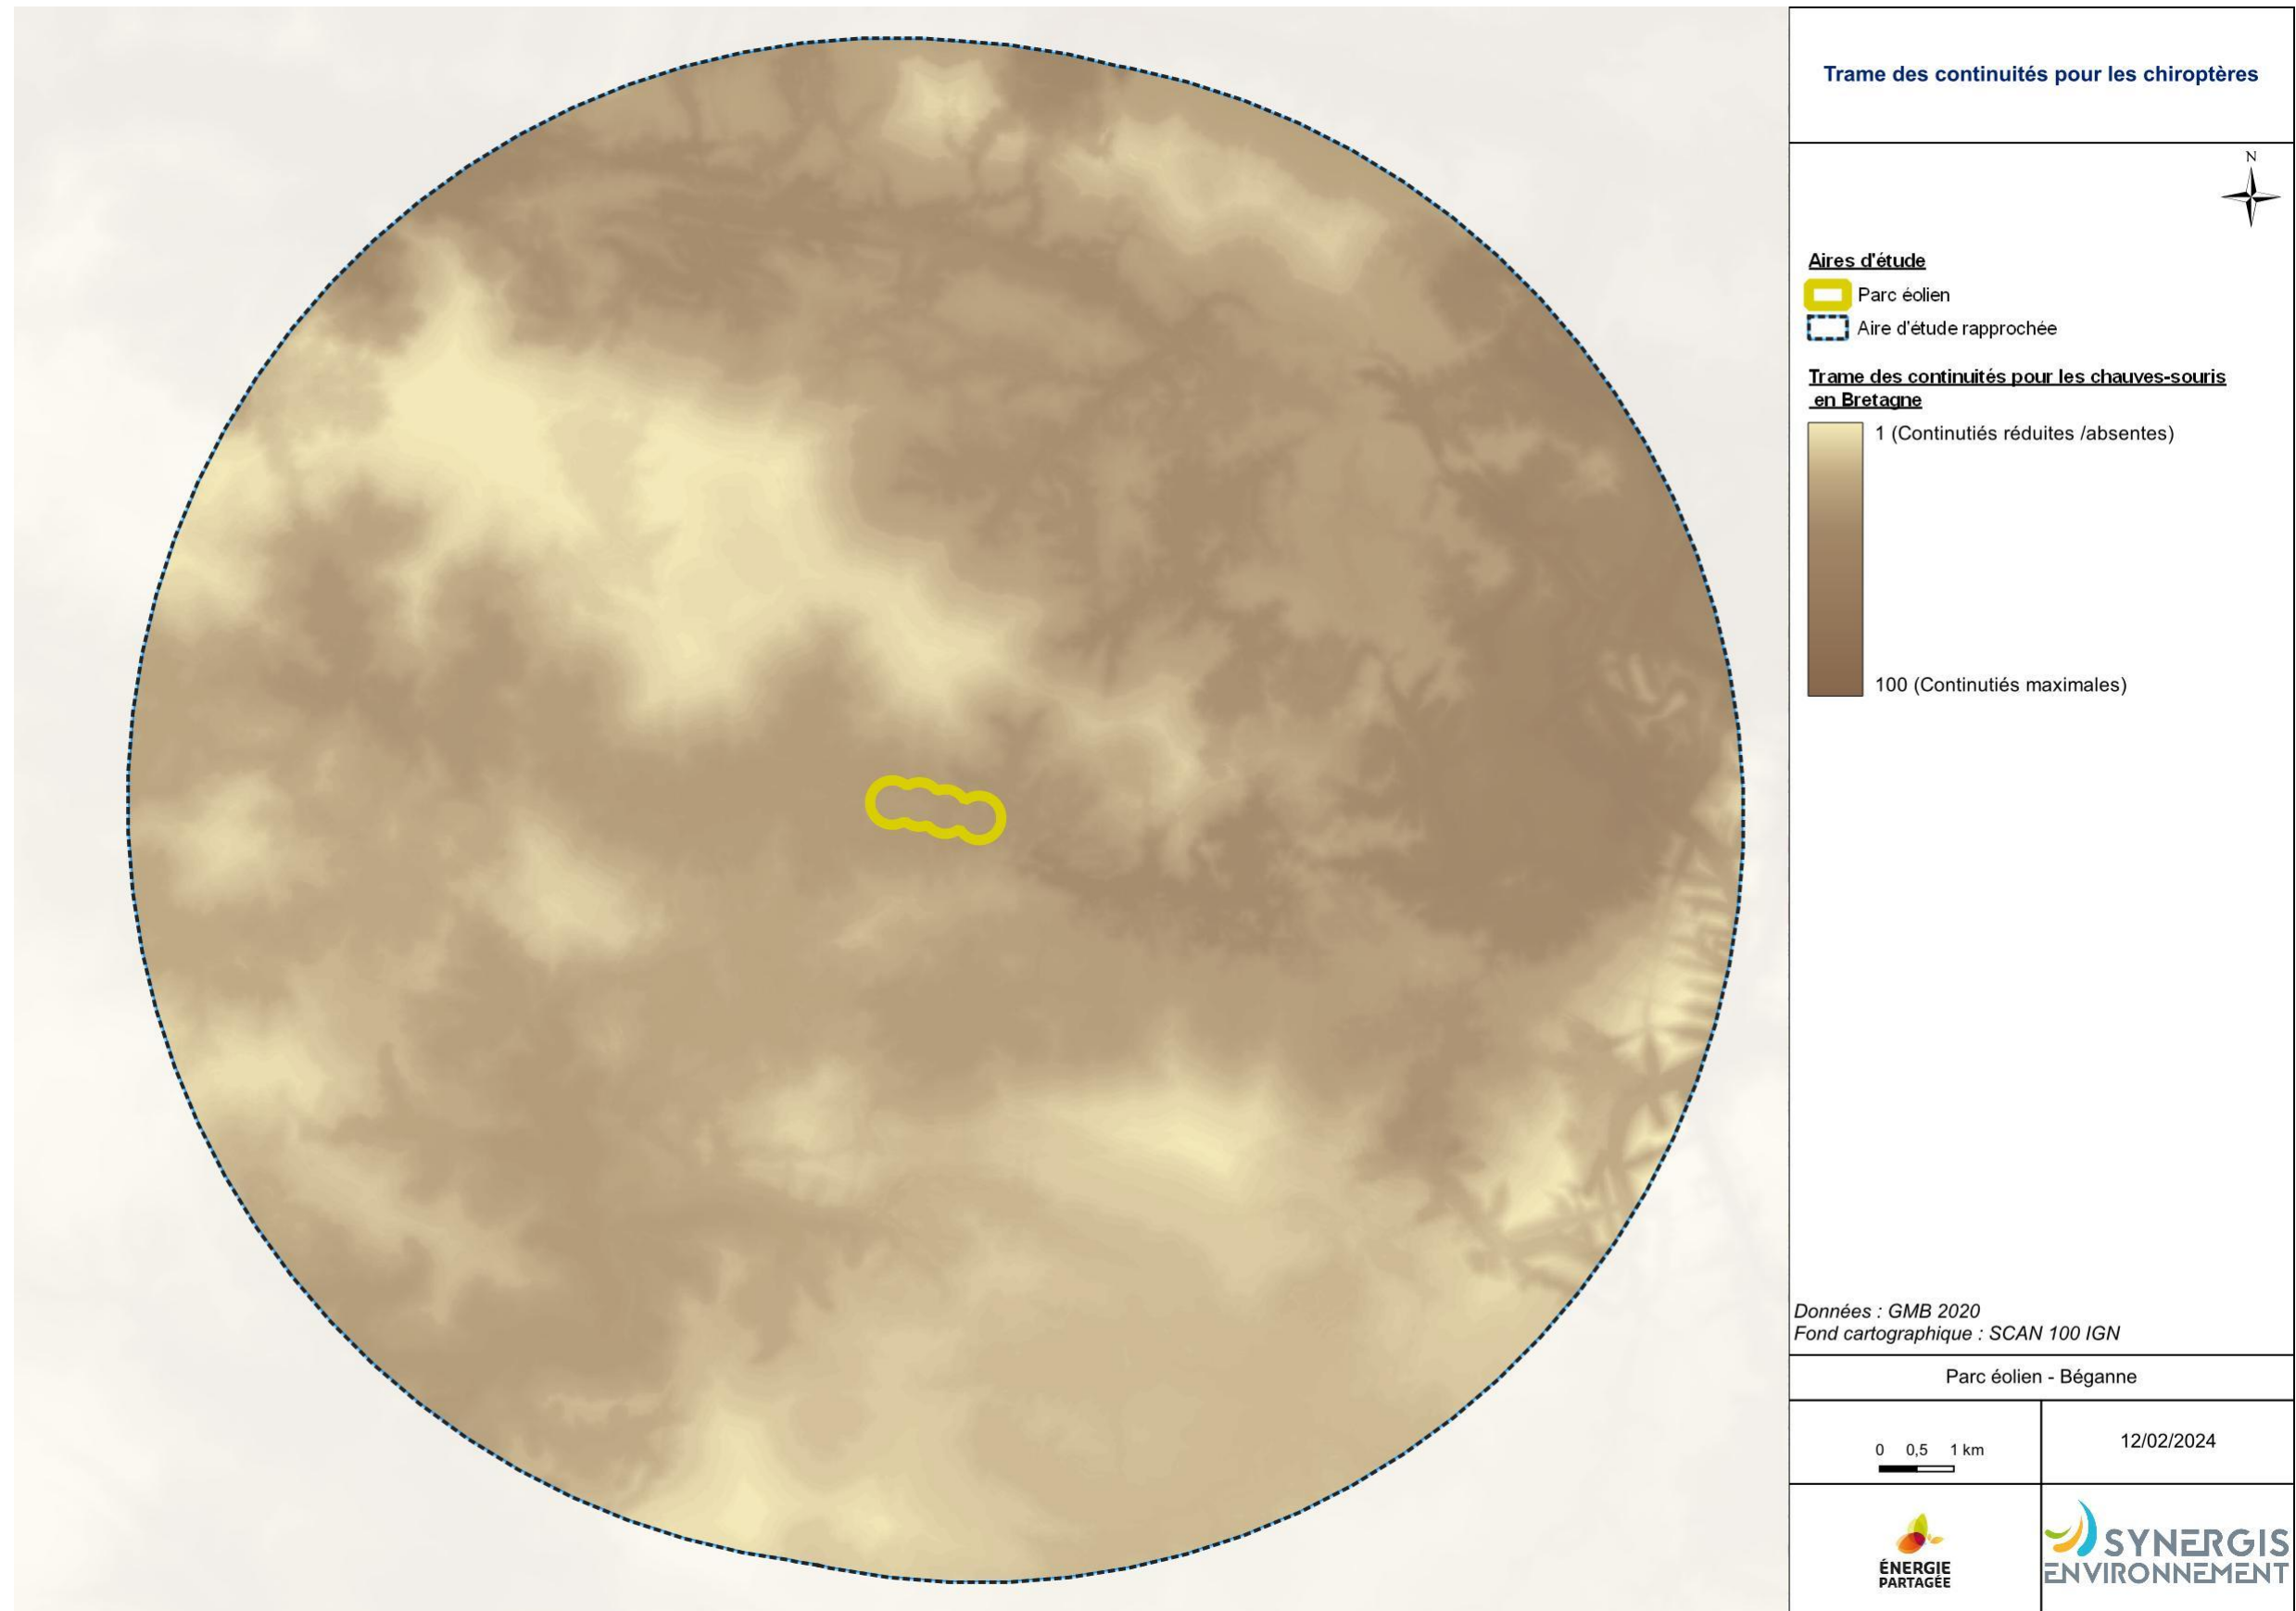 Trame des continuités pour les chiroptères
N
Aires d'étude
Parc éolien
Aire d'étude rapprochée
Trame des continuités pour les chauves-souris
en Bretagne
1 (Continutiés réduites /absentes)
100 (Continutiés maximales)
Données : GMB 2020
Fond cartographique : SCAN 100 IGN
Parc éolien - Béganne
0 0,5 1 km
12/02/2024
ÉNERGIE
PARTAGÉE
SYNERGIS
ENVIRONNEMENT